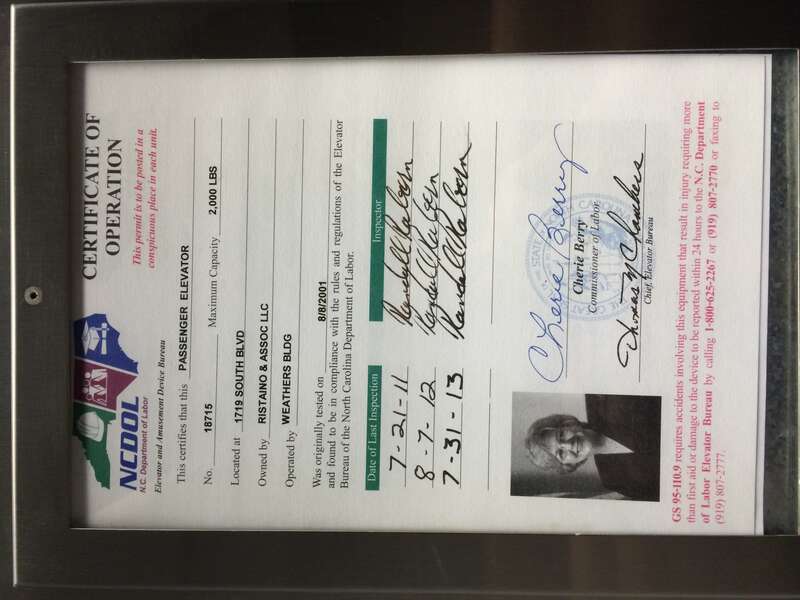 NCDOL
N.C. Department of Labor
Elevator and Amusement Device Bureau
CERTIFICATE OF
OPERATION
This permit is to be posted in a
conspicuous place in each unit.
This certifies that this PASSENGER ELEVATOR
No. 18715 Maximum Capacity 2,000 LBS
Located at 1719 SOUTH BLVD
Owned by RISTAINO & ASSOC LLC
Operated by WEATHERS BLDG
Was originally tested on 8/8/2001
and found to be in compliance with the rules and regulations of the Elevator
Bureau of the North Carolina Department of Labor.
Date of Last Inspection Inspector
7-21-11
8-7-12
7-31-13
Cherie Berry
Cherie Berry
Commissioner of Labor
Thomas M Chambers
Chief, Elevator Bureau
GS 95-110.9 requires accidents involving this equipment that result in injury requiring more
than first aid or damage to the device to be reported within 24 hours to the N.C. Department
of Labor Elevator Bureau by calling 1-800-625-2267 or (919) 807-2770 or faxing to
(919) 807-2777.